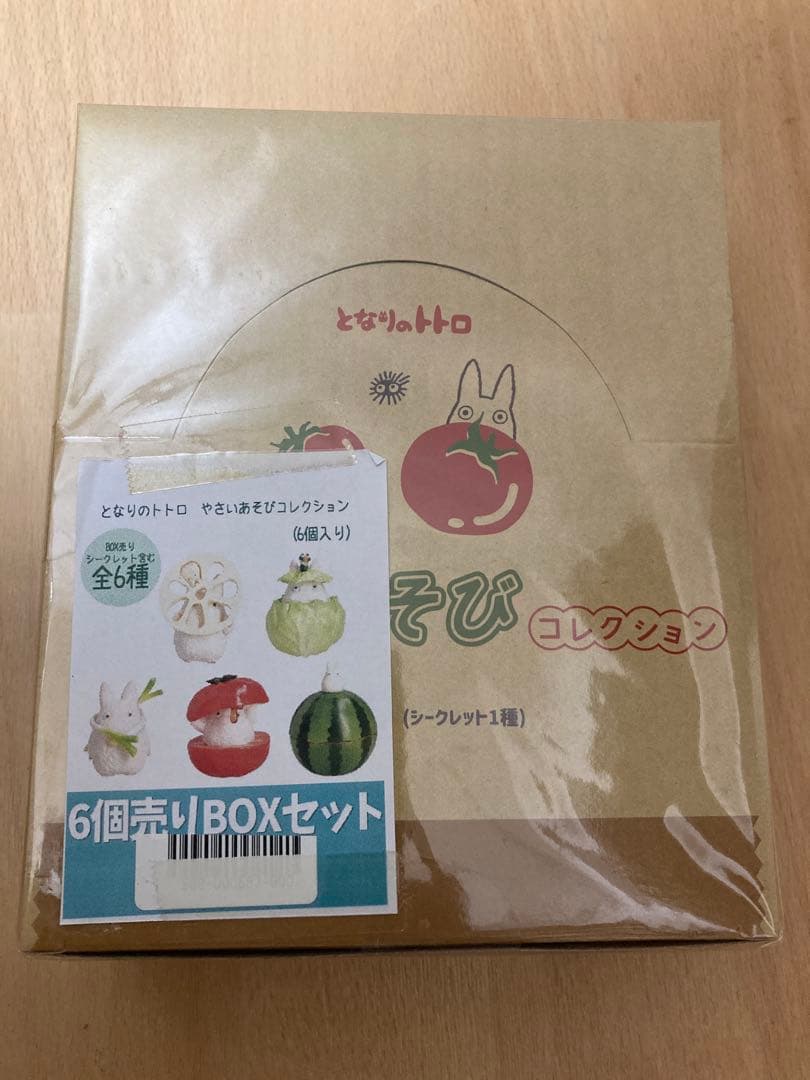 となりのトトロ
となりのトトロ やさいあそびコレクション
(6個入り)
BOX売り
シークレット含む
全6種
そび
コレクション
(シークレット1種)
6個売りBOXセット